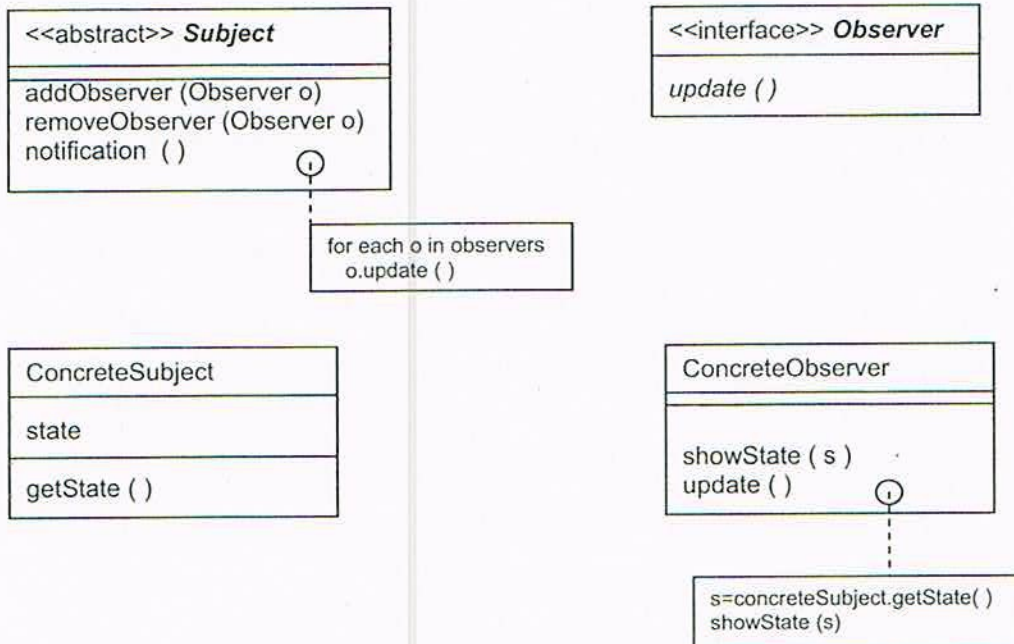 <<abstract>> Subject
addObserver (Observer o)
removeObserver (Observer o)
notification ( )
for each o in observers
o.update ( )
<<interface>> Observer
update ( )
ConcreteSubject
state
getState ( )
ConcreteObserver
showState ( s )
update ( )
s=concreteSubject.getState( )
showState (s)